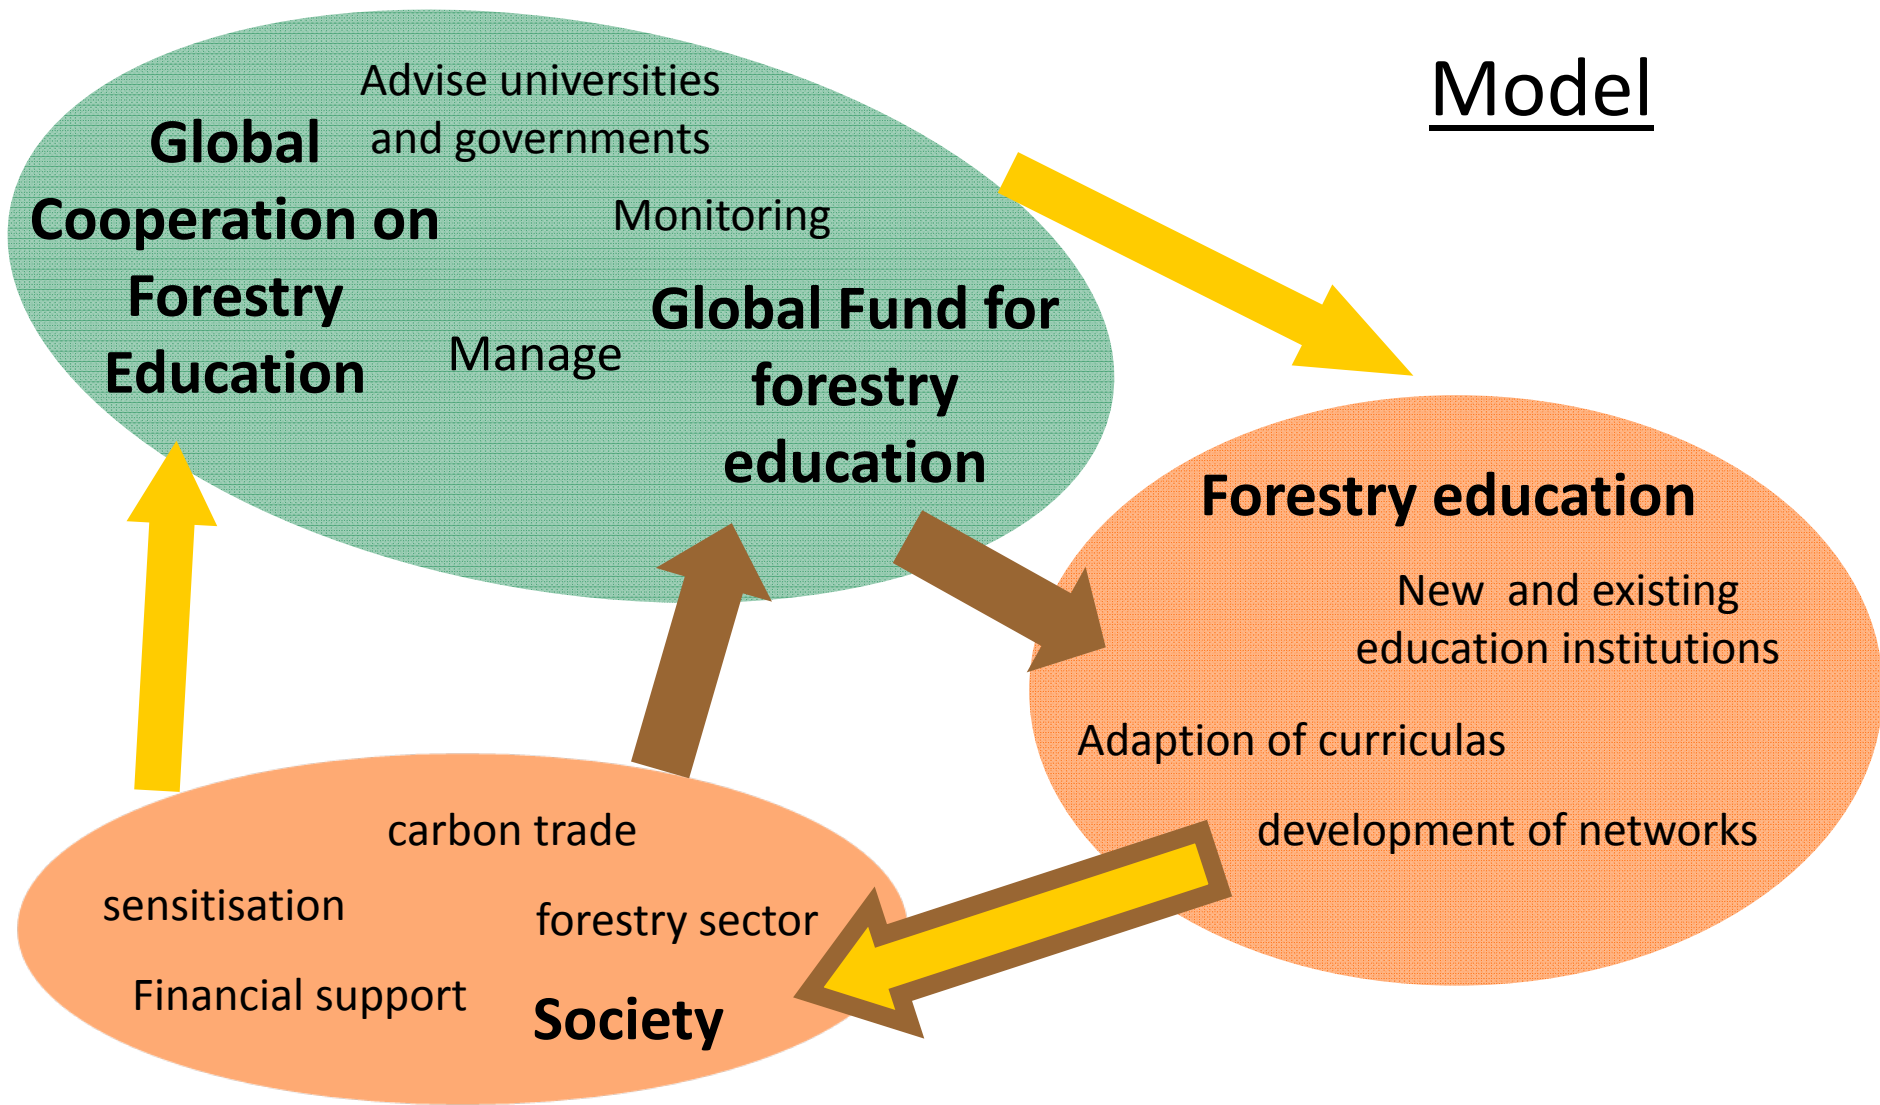 Model
Advise universities
and governments
Global
Cooperation on
Forestry
Education
Monitoring
Manage
Global Fund for
forestry
education
Forestry education
New  and existing
education institutions
Adaption of curriculas
development of networks
carbon trade
sensitisation
forestry sector
Financial support
Society